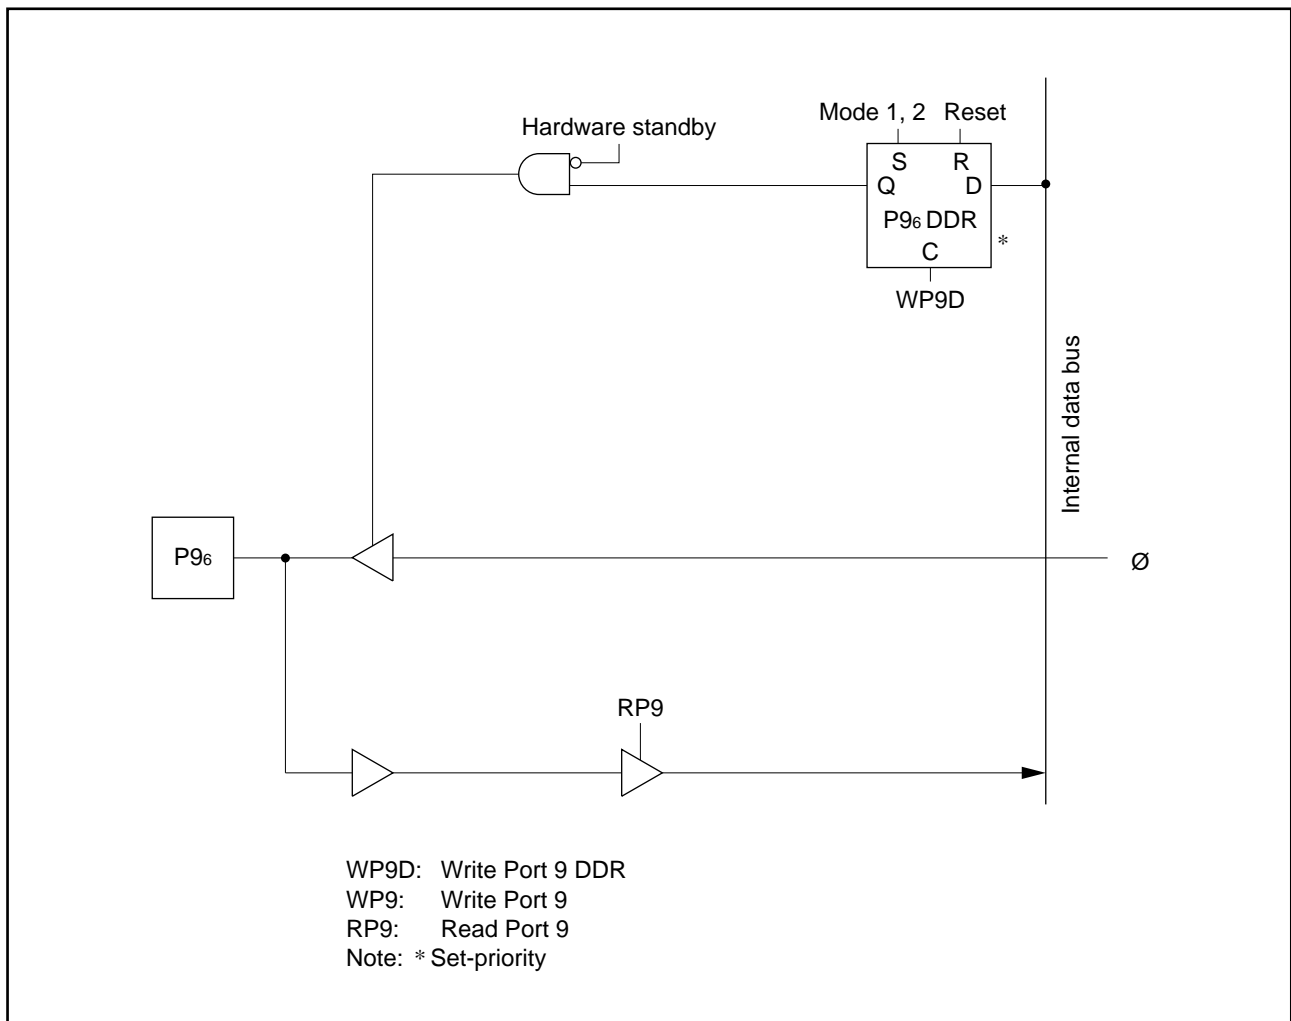 Mode 1, 2 Reset
Hardware standby
S R
Q D
P96 DDR
*
C
WP9D
Internal data bus
P96
Ø
RP9
WP9D: Write Port 9 DDR
WP9: Write Port 9
RP9: Read Port 9
Note: * Set-priority